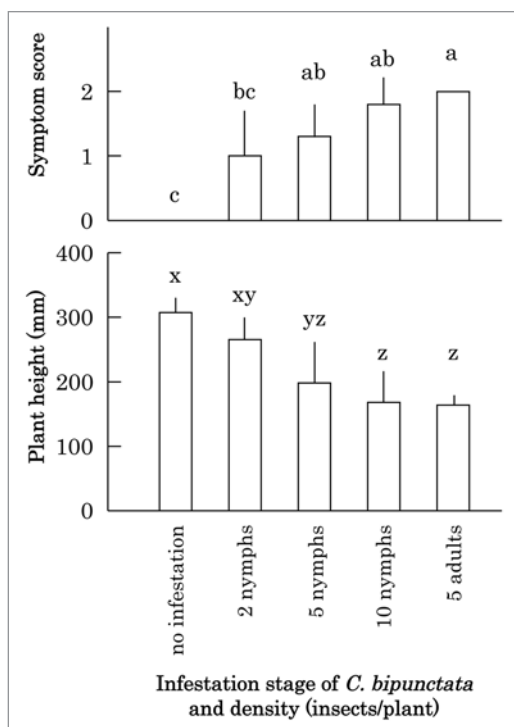 Symptom score
2
1
0
c
bc
ab
ab
a
Plant height (mm)
400
300
200
100
0
x
xy
yz
z
z
no infestation
2 nymphs
5 nymphs
10 nymphs
5 adults
Infestation stage of C. bipunctata
and density (insects/plant)